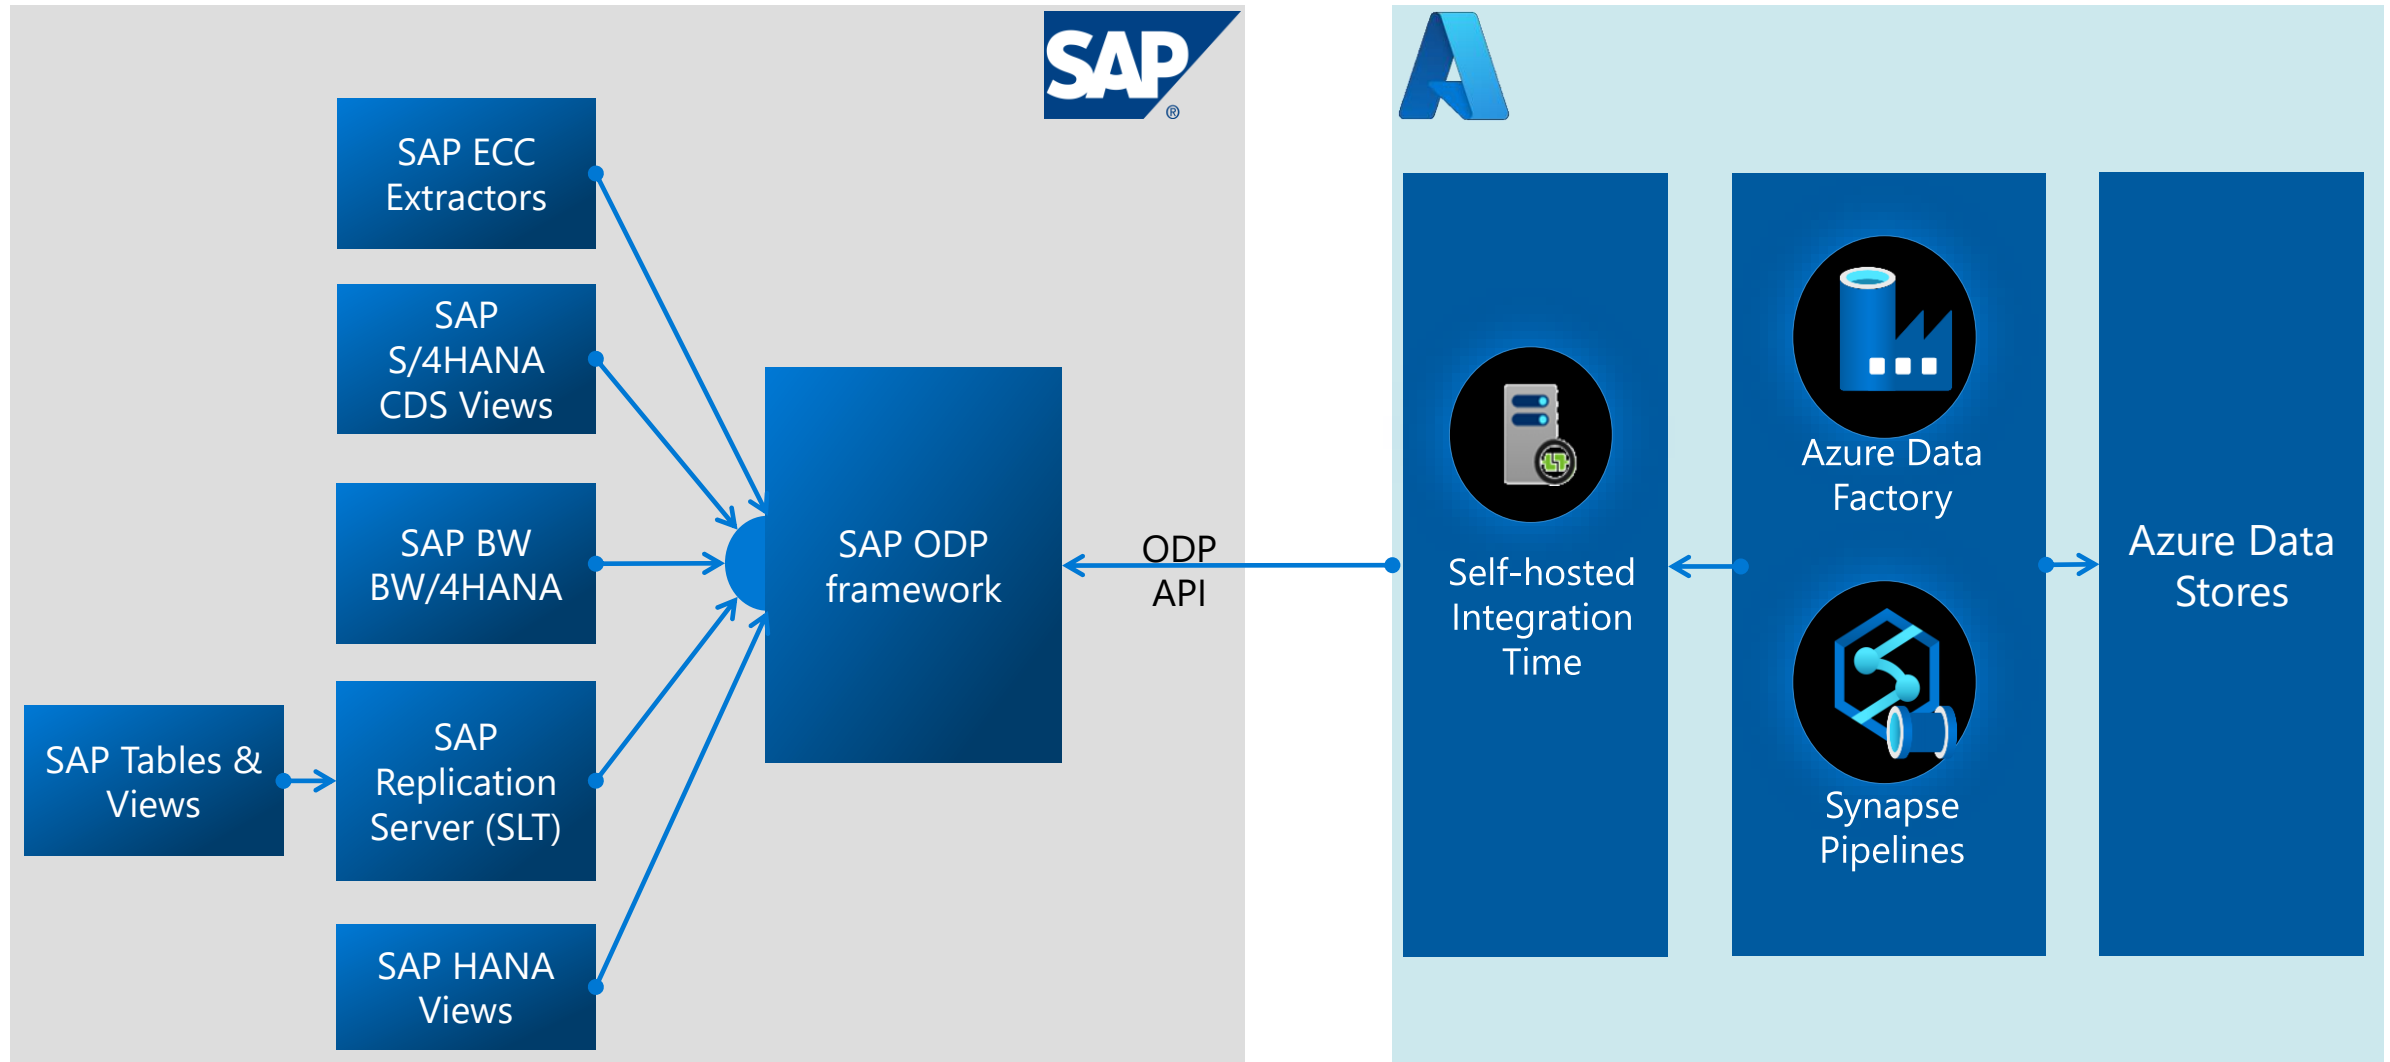 SAP
®
SAP ECC
Extractors
SAP
S/4HANA
CDS Views
SAP BW
BW/4HANA
SAP Tables &
Views
SAP
Replication
Server (SLT)
SAP HANA
Views
SAP ODP
framework
ODP
API
Self-hosted
Integration
Time
Azure Data
Factory
Synapse
Pipelines
Azure Data
Stores